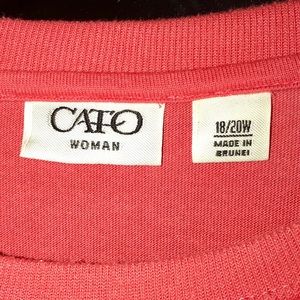 CATO
WOMAN
18/20W
MADE IN
BRUNEI